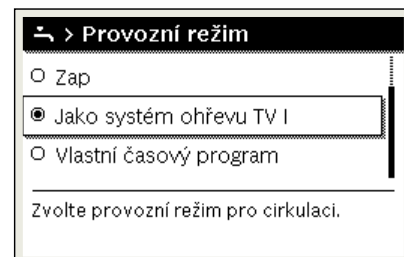 > Provozní režim
Zap
Jako systém ohřevu TV I
Vlastní časový program
Zvolte provozní režim pro cirkulaci.